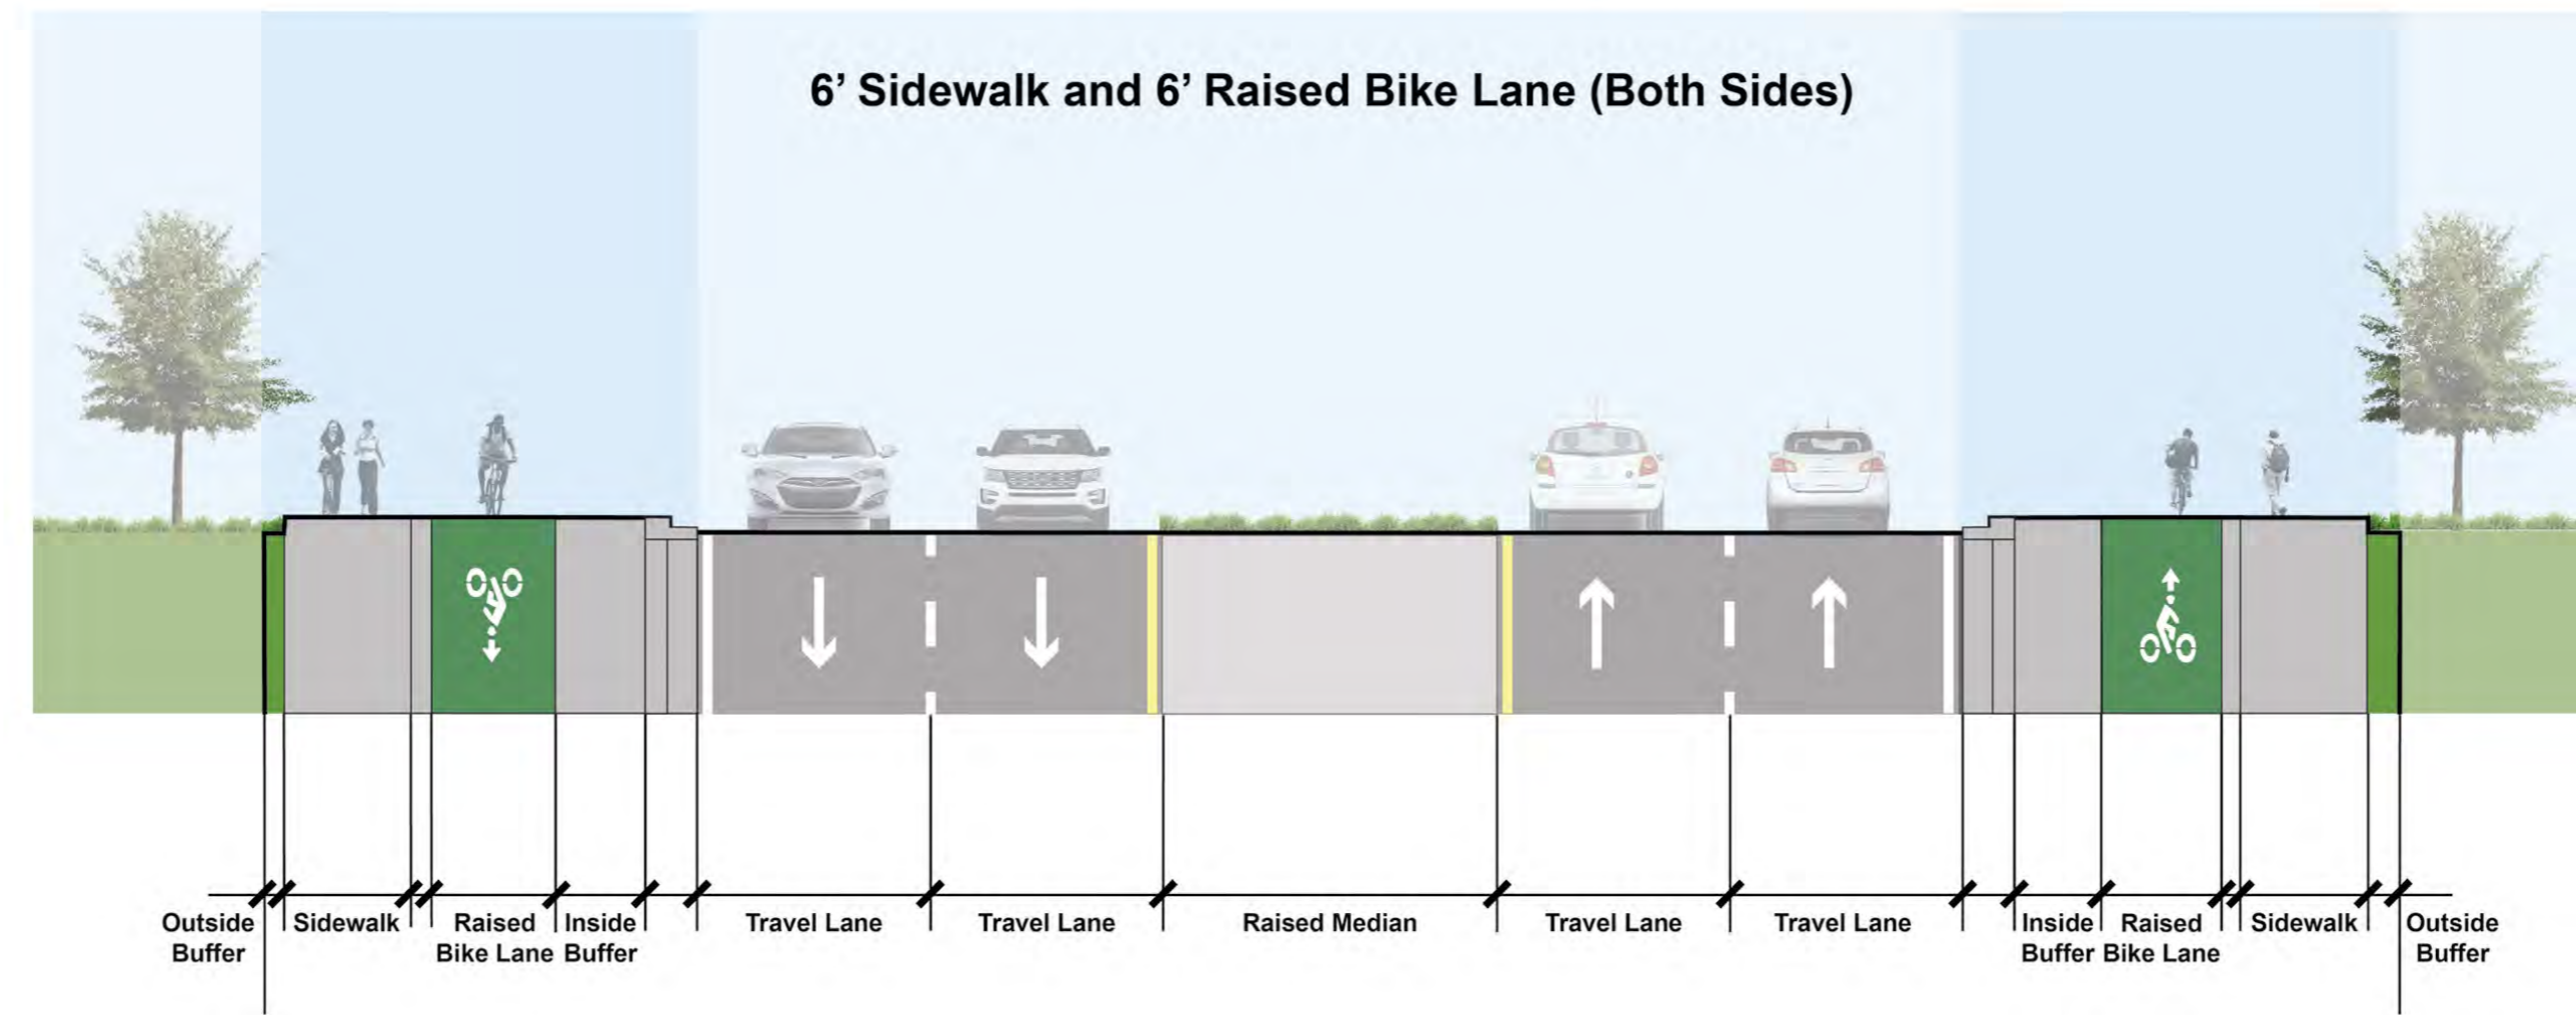 6’ Sidewalk and 6’ Raised Bike Lane (Both Sides)
Outside
Buffer
Sidewalk
Raised
Bike Lane
Inside
Buffer
Travel Lane
Travel Lane
Raised Median
Travel Lane
Travel Lane
Inside
Buffer
Raised
Bike Lane
Sidewalk
Outside
Buffer